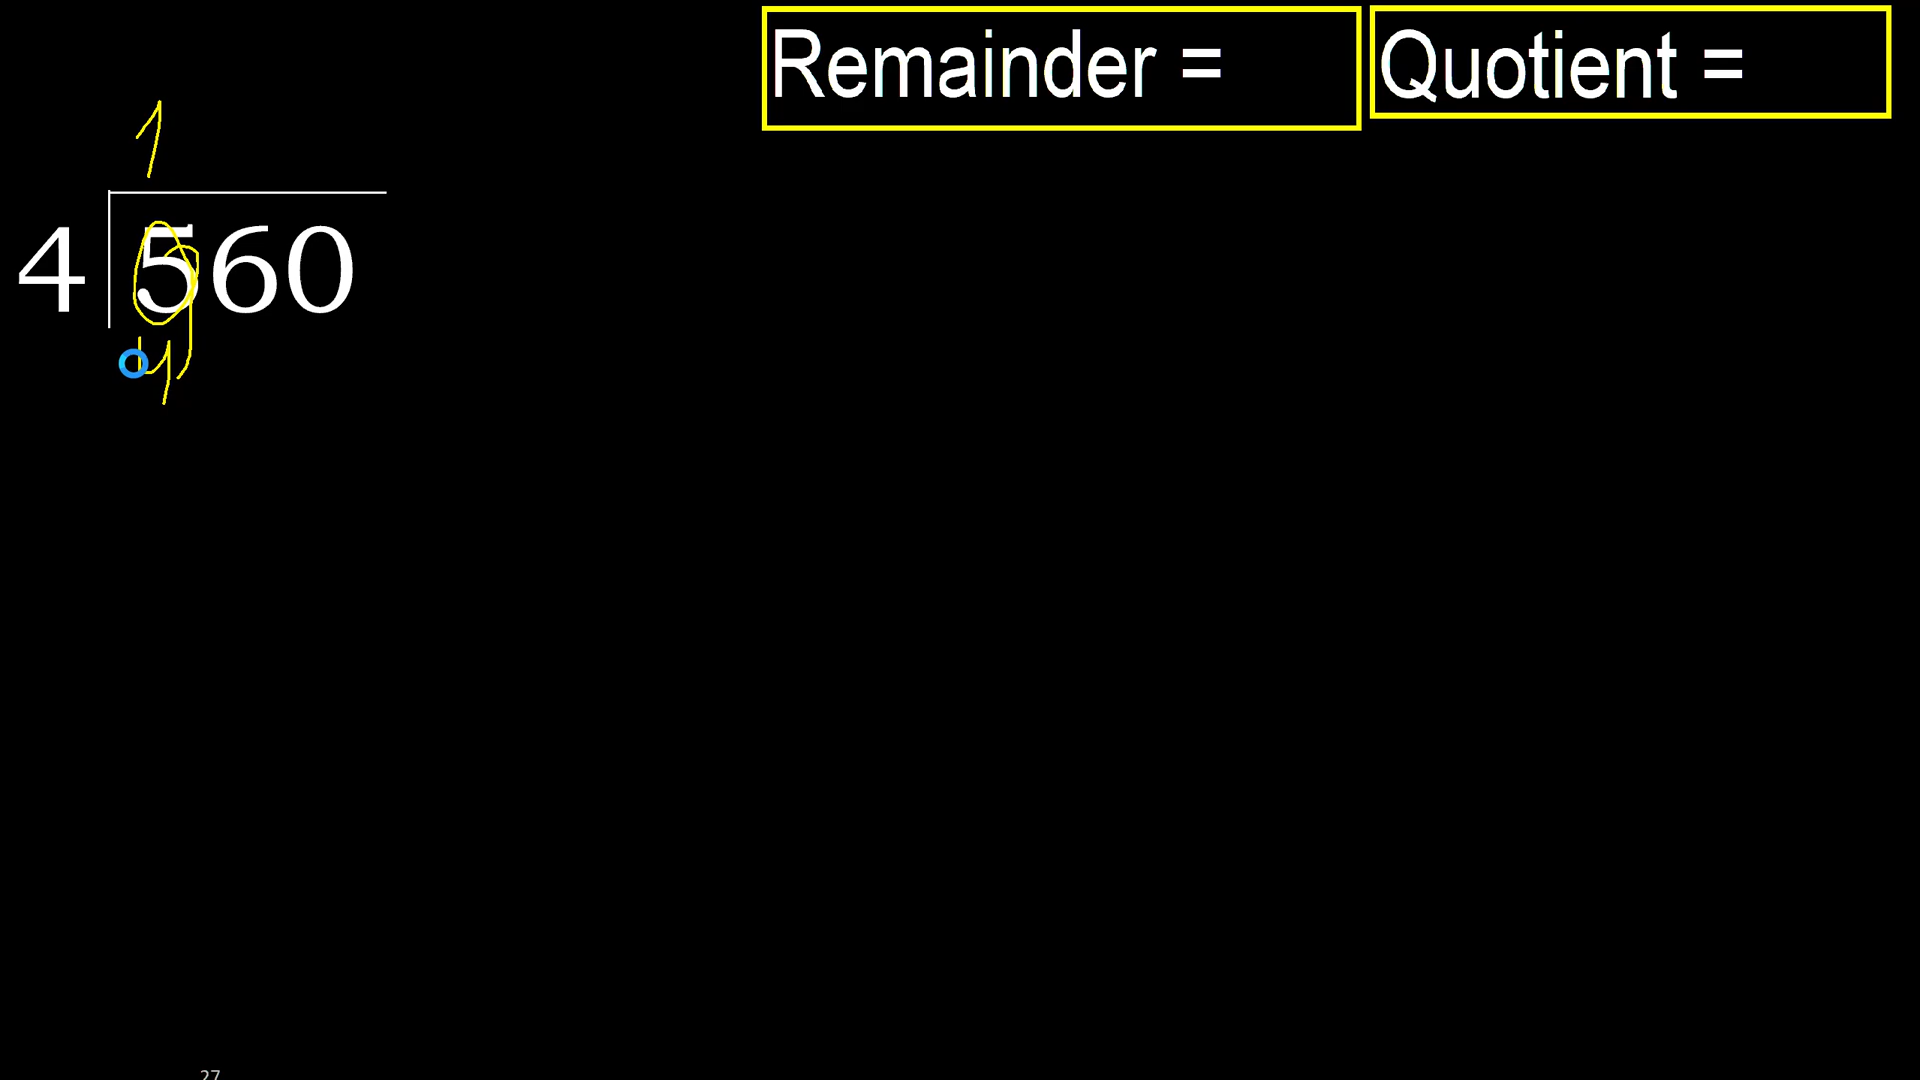 Remainder = Quotient =
1
4 560
4
27